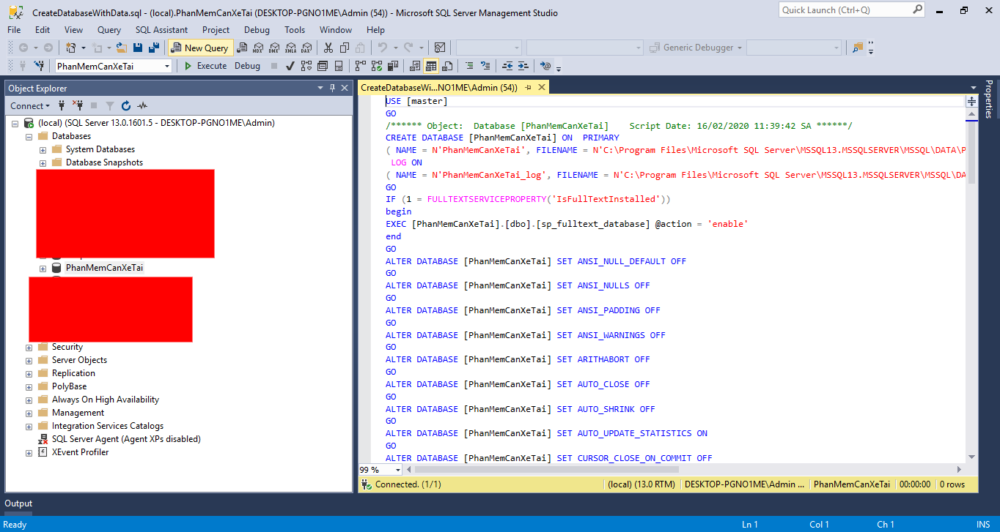 CreateDatabaseWithData.sql - (local).PhanMemCanXeTai (DESKTOP-PGNO1ME\Admin (54)) - Microsoft SQL Server Management Studio
Quick Launch (Ctrl+Q)
File Edit View Query SQL Assistant Project Debug Tools Window Help
New Query
MDX DMX XMLA DAX
Generic Debugger
PhanMemCanXeTai
Execute Debug
Object Explorer
Connect
(local) (SQL Server 13.0.1601.5 - DESKTOP-PGNO1ME\Admin)
Databases
System Databases
Database Snapshots
PhanMemCanXeTai
Security
Server Objects
Replication
PolyBase
Always On High Availability
Management
Integration Services Catalogs
SQL Server Agent (Agent XPs disabled)
XEvent Profiler
CreateDatabaseWi...NO1ME\Admin (54))
USE [master]
GO
/****** Object:  Database [PhanMemCanXeTai]    Script Date: 16/02/2020 11:39:42 SA ******/
CREATE DATABASE [PhanMemCanXeTai] ON  PRIMARY
( NAME = N'PhanMemCanXeTai', FILENAME = N'C:\Program Files\Microsoft SQL Server\MSSQL13.MSSQLSERVER\MSSQL\DATA\P
LOG ON
( NAME = N'PhanMemCanXeTai_log', FILENAME = N'C:\Program Files\Microsoft SQL Server\MSSQL13.MSSQLSERVER\MSSQL\DA
GO
IF (1 = FULLTEXTSERVICEPROPERTY('IsFullTextInstalled'))
begin
EXEC [PhanMemCanXeTai].[dbo].[sp_fulltext_database] @action = 'enable'
end
GO
ALTER DATABASE [PhanMemCanXeTai] SET ANSI_NULL_DEFAULT OFF
GO
ALTER DATABASE [PhanMemCanXeTai] SET ANSI_NULLS OFF
GO
ALTER DATABASE [PhanMemCanXeTai] SET ANSI_PADDING OFF
GO
ALTER DATABASE [PhanMemCanXeTai] SET ANSI_WARNINGS OFF
GO
ALTER DATABASE [PhanMemCanXeTai] SET ARITHABORT OFF
GO
ALTER DATABASE [PhanMemCanXeTai] SET AUTO_CLOSE OFF
GO
ALTER DATABASE [PhanMemCanXeTai] SET AUTO_SHRINK OFF
GO
ALTER DATABASE [PhanMemCanXeTai] SET AUTO_UPDATE_STATISTICS ON
GO
ALTER DATABASE [PhanMemCanXeTai] SET CURSOR_CLOSE_ON_COMMIT OFF
99 %
Connected. (1/1)
(local) (13.0 RTM) DESKTOP-PGNO1ME\Admin ... PhanMemCanXeTai 00:00:00 0 rows
Properties
Output
Ready
Ln 1 Col 1 Ch 1 INS